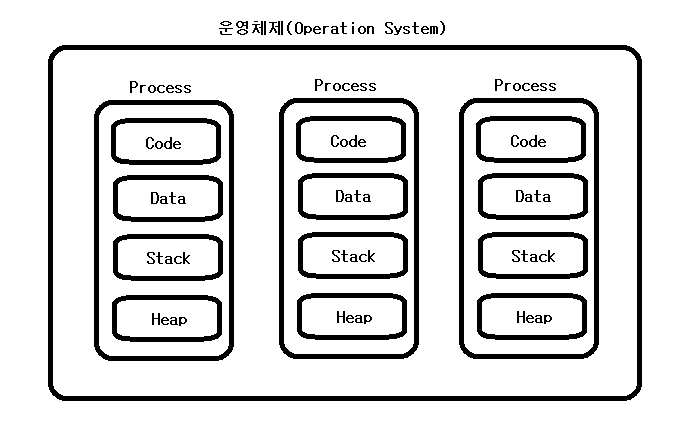 운영체제(Operation System)
Process
Code
Data
Stack
Heap
Process
Code
Data
Stack
Heap
Process
Code
Data
Stack
Heap